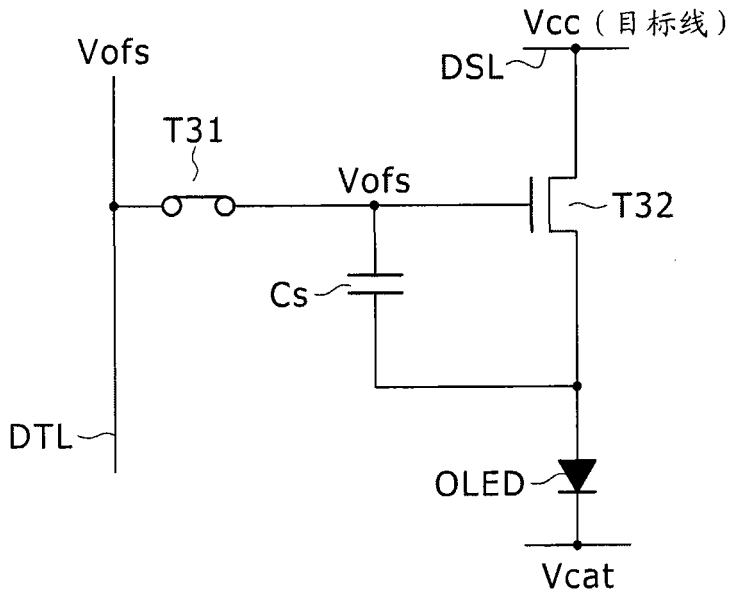 Vcc（目标线）
Vofs
DSL
T31
Vofs
T32
Cs
DTL
OLED
Vcat